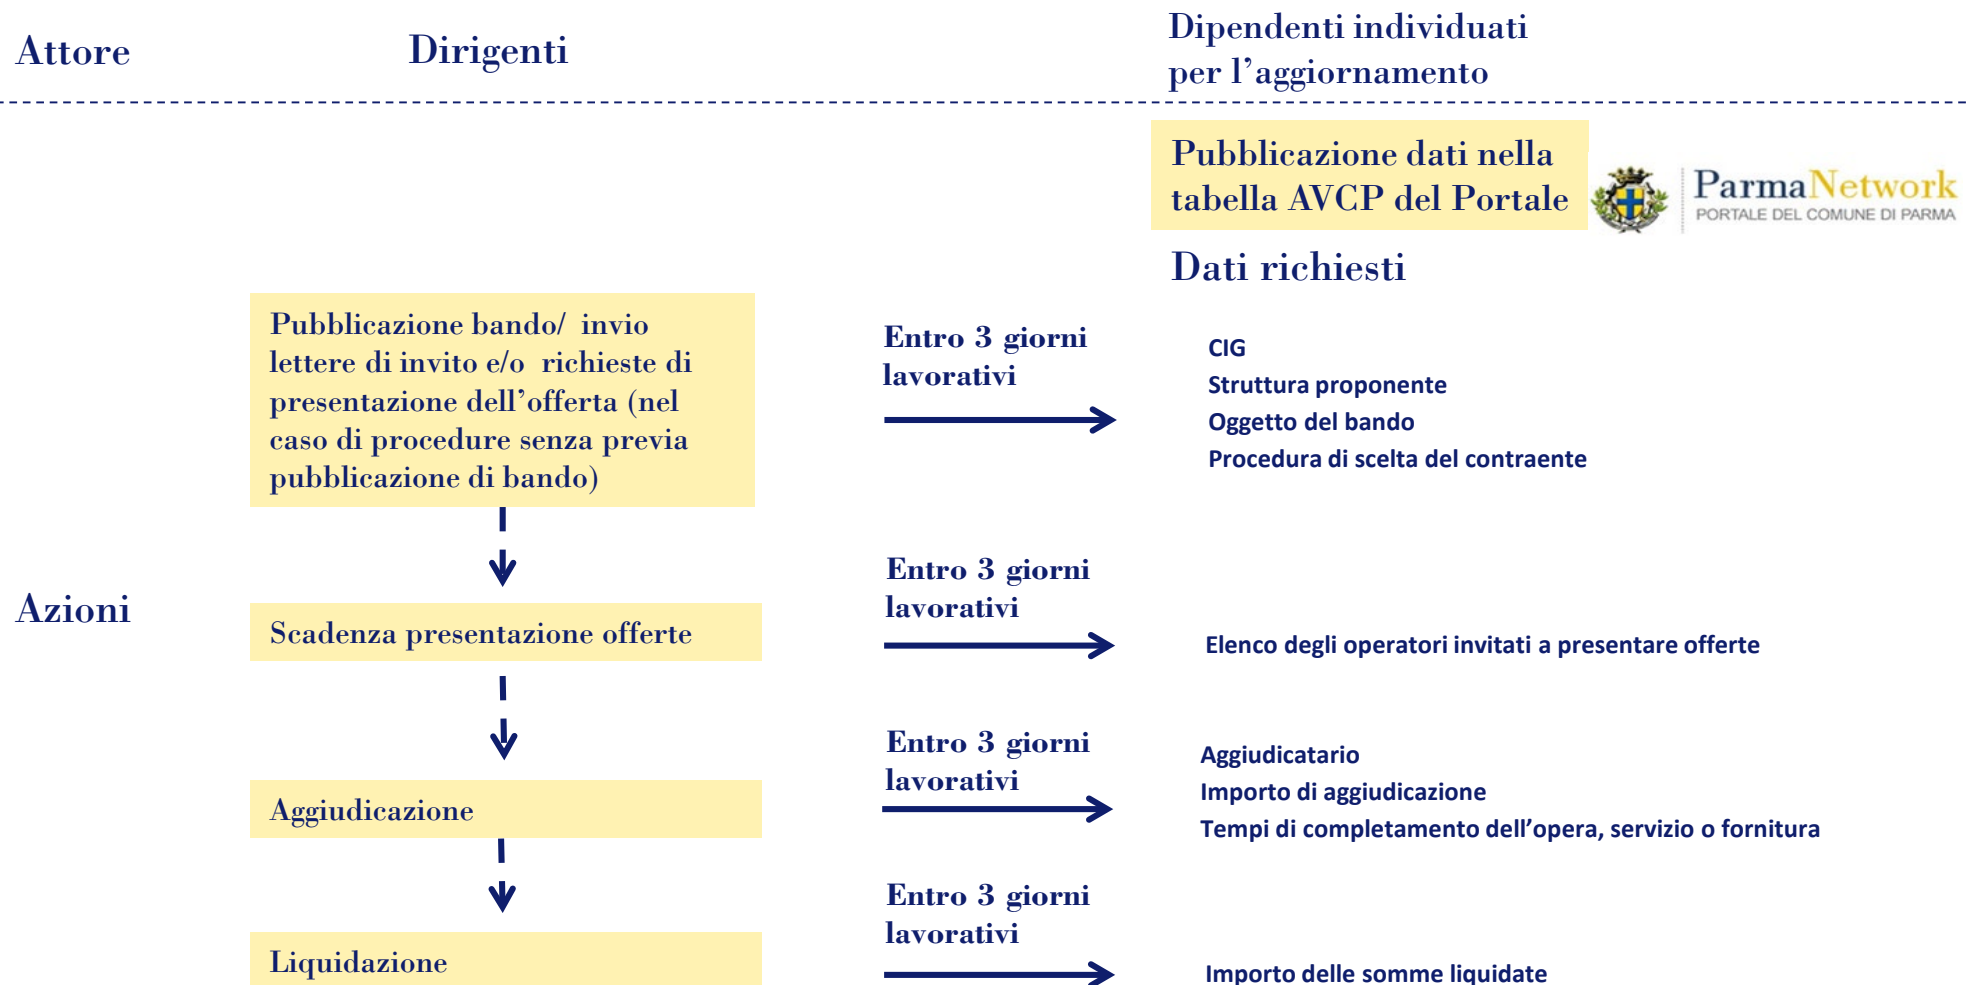 Attore
Dirigenti
Dipendenti individuati
per l’aggiornamento
Pubblicazione dati nella
tabella AVCP del Portale
ParmaNetwork
PORTALE DEL COMUNE DI PARMA
Dati richiesti
Pubblicazione bando/ invio
lettere di invito e/o richieste di
presentazione dell’offerta (nel
caso di procedure senza previa
pubblicazione di bando)
Entro 3 giorni
lavorativi
CIG
Struttura proponente
Oggetto del bando
Procedura di scelta del contraente
Azioni
Scadenza presentazione offerte
Entro 3 giorni
lavorativi
Elenco degli operatori invitati a presentare offerte
Aggiudicazione
Entro 3 giorni
lavorativi
Aggiudicatario
Importo di aggiudicazione
Tempi di completamento dell’opera, servizio o fornitura
Liquidazione
Entro 3 giorni
lavorativi
Importo delle somme liquidate